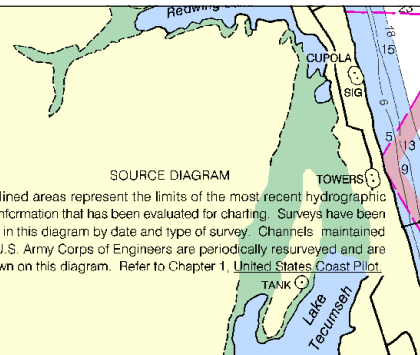 Redwing
CUPOLA
SIG
SOURCE DIAGRAM
lined areas represent the limits of the most recent hydrographic
nformation that has been evaluated for charting. Surveys have been
in this diagram by date and type of survey. Channels maintained
U.S. Army Corps of Engineers are periodically resurveyed and are
wn on this diagram. Refer to Chapter 1, United States Coast Pilot.
TOWERS
TANK
Lake
Tecumseh
18
15
6
5
13
9